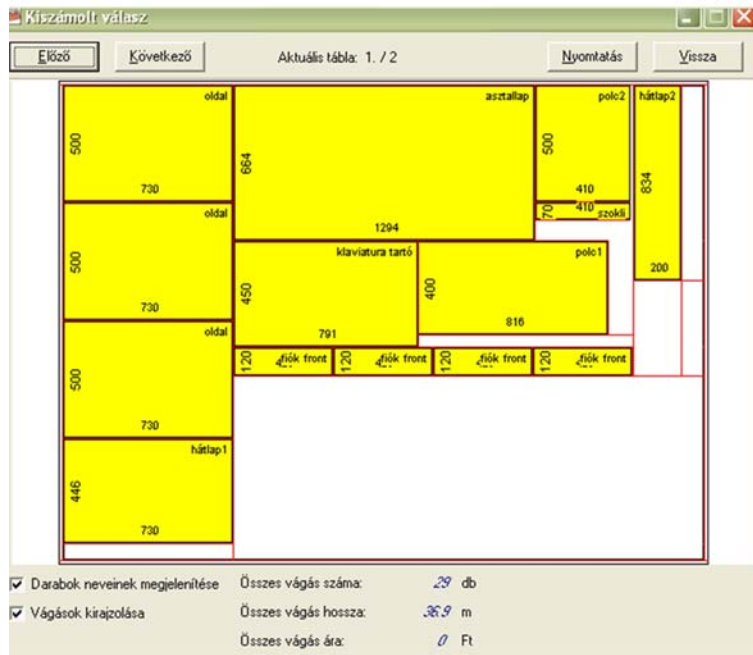 Kiszámolt válasz
Előző
Következő
Aktuális tábla: 1. / 2
Nyomtatás
Vissza
oldal
500
730
asztallap
664
1294
polc2
500
410
hátlap2
834
200
70
410
szokli
oldal
500
730
klaviatura tartó
450
791
polc1
400
816
oldal
500
730
120
fiók front
120
fiók front
120
fiók front
120
fiók front
hátlap1
446
730
Darabok neveinek megjelenítése
Összes vágás száma: 29 db
Vágások kirajzolása
Összes vágás hossza: 36.9 m
Összes vágás ára: 0 Ft